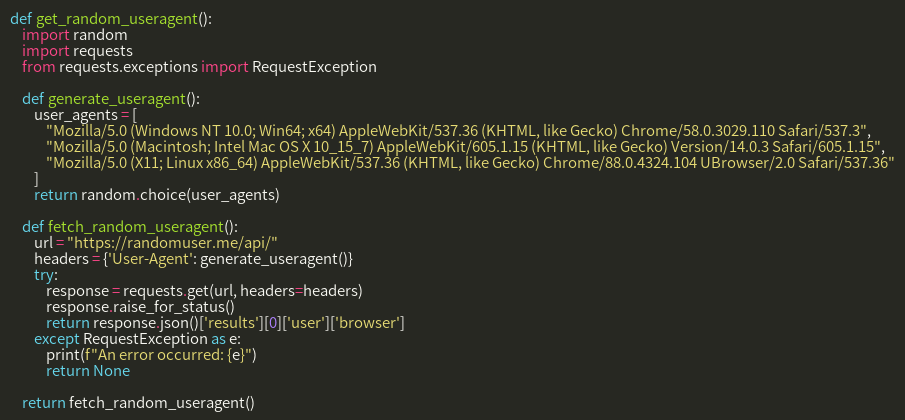 def get_random_useragent():
    import random
    import requests
    from requests.exceptions import RequestException

    def generate_useragent():
        user_agents = [
            "Mozilla/5.0 (Windows NT 10.0; Win64; x64) AppleWebKit/537.36 (KHTML, like Gecko) Chrome/58.0.3029.110 Safari/537.3",
            "Mozilla/5.0 (Macintosh; Intel Mac OS X 10_15_7) AppleWebKit/605.1.15 (KHTML, like Gecko) Version/14.0.3 Safari/605.1.15",
            "Mozilla/5.0 (X11; Linux x86_64) AppleWebKit/537.36 (KHTML, like Gecko) Chrome/88.0.4324.104 UBrowser/2.0 Safari/537.36"
        ]
        return random.choice(user_agents)

    def fetch_random_useragent():
        url = "https://randomuser.me/api/"
        headers = {'User-Agent': generate_useragent()}
        try:
            response = requests.get(url, headers=headers)
            response.raise_for_status()
            return response.json()['results'][0]['user']['browser']
        except RequestException as e:
            print(f"An error occurred: {e}")
            return None

    return fetch_random_useragent()